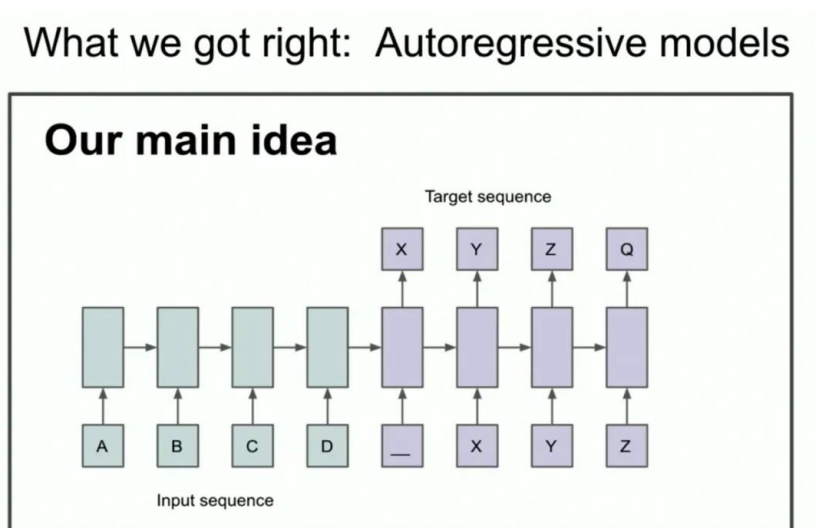 What we got right: Autoregressive models
Our main idea
Target sequence
X Y Z Q
A B C D _ X Y Z
Input sequence